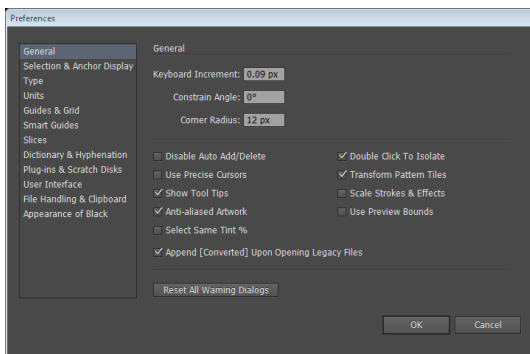 Preferences
General
Selection & Anchor Display
Type
Units
Guides & Grid
Smart Guides
Slices
Dictionary & Hyphenation
Plug-ins & Scratch Disks
User Interface
File Handling & Clipboard
Appearance of Black
General
Keyboard Increment: 0.09 px
Constrain Angle: 0°
Corner Radius: 12 px
Disable Auto Add/Delete
Use Precise Cursors
Show Tool Tips
Anti-aliased Artwork
Select Same Tint %
Double Click To Isolate
Transform Pattern Tiles
Scale Strokes & Effects
Use Preview Bounds
Append [Converted] Upon Opening Legacy Files
Reset All Warning Dialogs
OK
Cancel